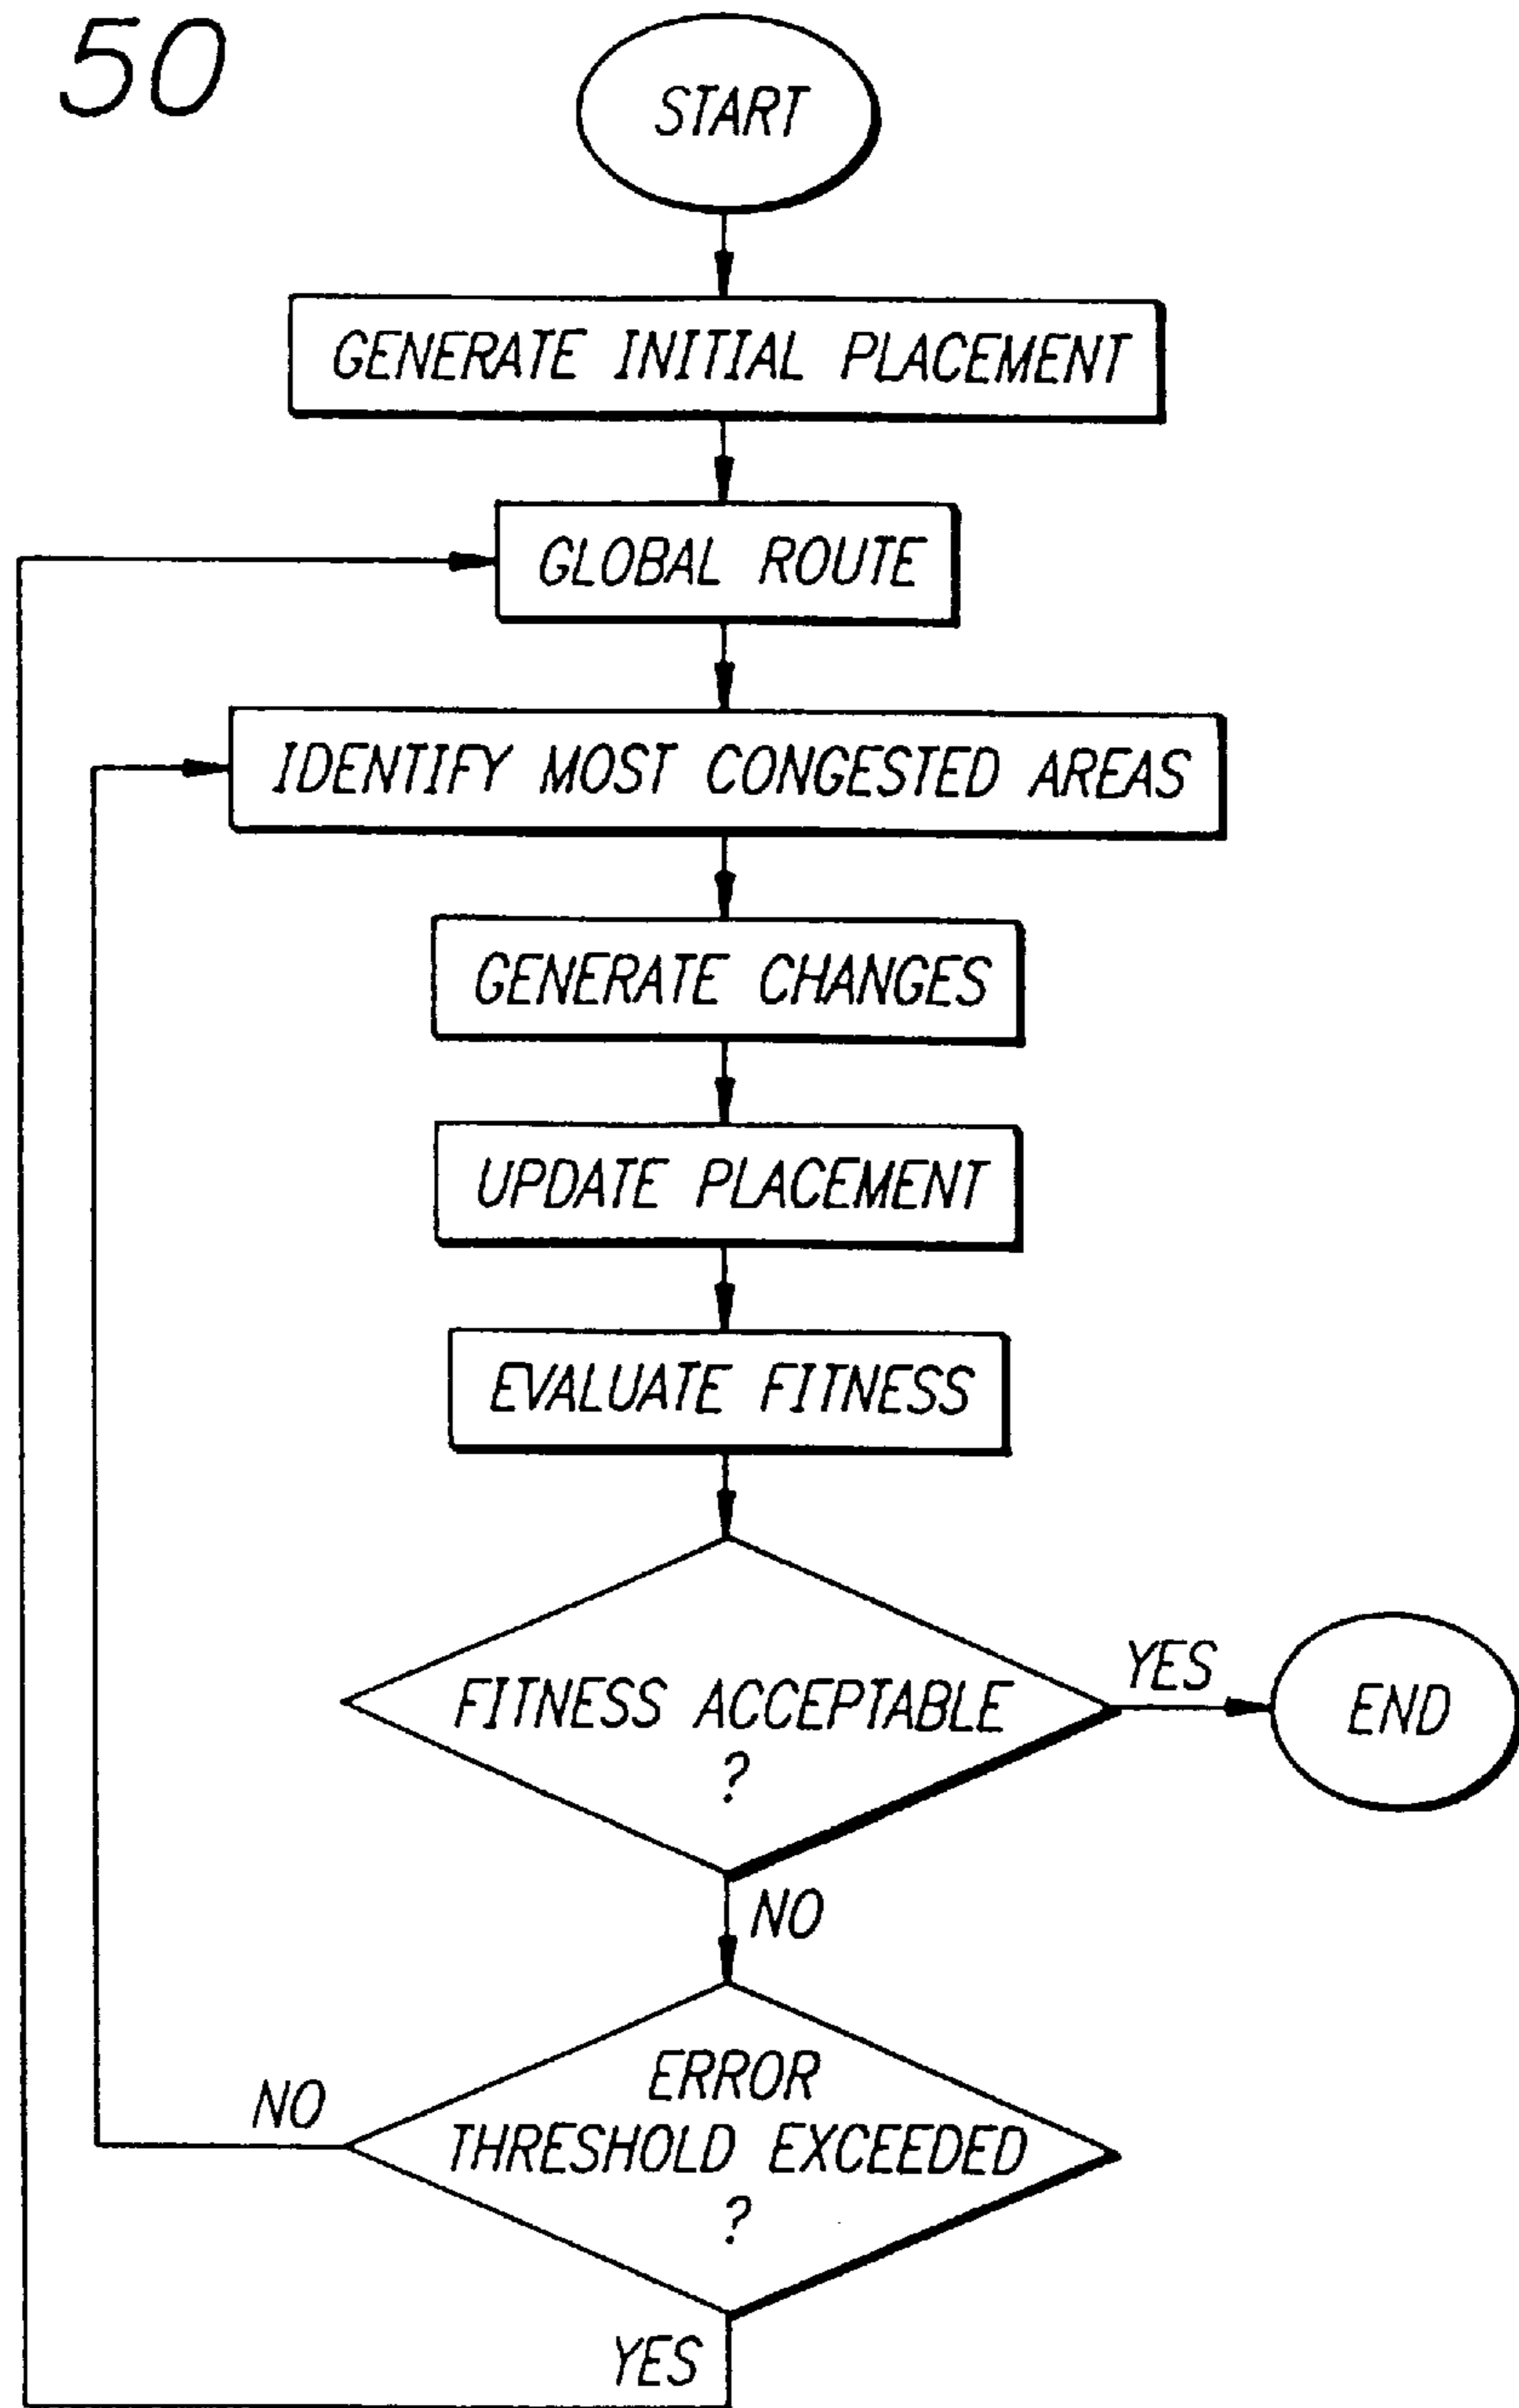 50
START
GENERATE INITIAL PLACEMENT
GLOBAL ROUTE
IDENTIFY MOST CONGESTED AREAS
GENERATE CHANGES
UPDATE PLACEMENT
EVALUATE FITNESS
FITNESS ACCEPTABLE
?
YES
END
NO
ERROR
THRESHOLD EXCEEDED
?
NO
YES